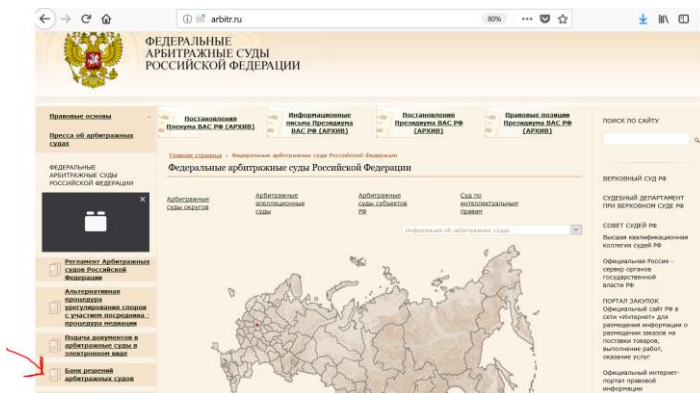 arbitr.ru
80%
ФЕДЕРАЛЬНЫЕ
АРБИТРАЖНЫЕ СУДЫ
РОССИЙСКОЙ ФЕДЕРАЦИИ
Правовые основы
Пресса об арбитражных
судах
Постановления
Пленума ВАС РФ (АРХИВ)
Информационные
письма Президиума
ВАС РФ (АРХИВ)
Постановления
Президиума ВАС РФ
(АРХИВ)
Правовые позиции
Президиума ВАС РФ
(АРХИВ)
ПОИСК ПО САЙТУ
Главная страница » Федеральные арбитражные суды Российской Федерации
Федеральные арбитражные суды Российской Федерации
ФЕДЕРАЛЬНЫЕ
АРБИТРАЖНЫЕ СУДЫ
РОССИЙСКОЙ ФЕДЕРАЦИИ
Арбитражные
суды округов
Арбитражные
апелляционные
суды
Арбитражные
суды субъектов
РФ
Суд по
интеллектуальным
правам
Информация об арбитражных судах
Регламент Арбитражных
судов Российской
Федерации
Альтернативная
процедура
урегулирования споров
с участием посредника -
процедура медиации
Подача документов в
арбитражные суды в
электронном виде
Банк решений
арбитражных судов
ВЕРХОВНЫЙ СУД РФ
СУДЕБНЫЙ ДЕПАРТАМЕНТ
ПРИ ВЕРХОВНОМ СУДЕ РФ
СОВЕТ СУДЕЙ РФ
Высшая квалификационная
коллегия судей РФ
Официальная Россия -
сервер органов
государственной
власти РФ
ПОРТАЛ ЗАКУПОК
Официальный сайт РФ в
сети «Интернет» для
размещения информации о
размещении заказов на
поставки товаров,
выполнение работ,
оказание услуг
Официальный интернет-
портал правовой
информации